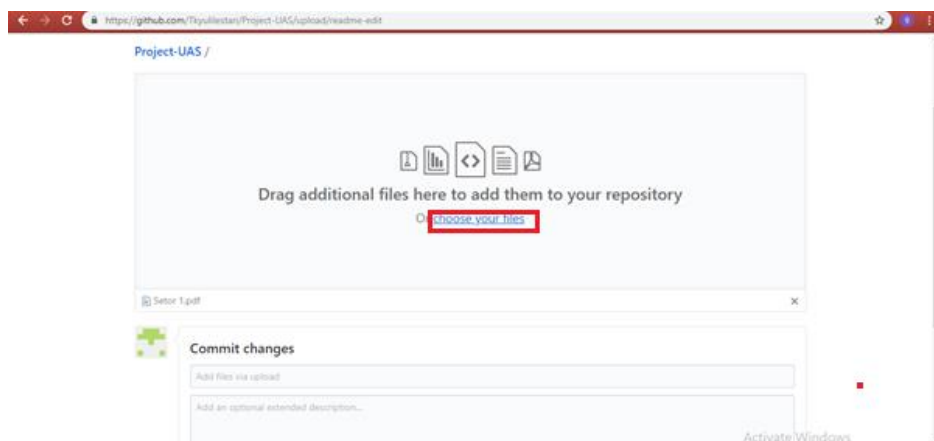 https://github.com/Tiyulilestari/Project-UAS/upload/readme-edit
Project-UAS /
Drag additional files here to add them to your repository
Or choose your files
Setor 1.pdf
Commit changes
Add files via upload
Add an optional extended description...
Activate Windows